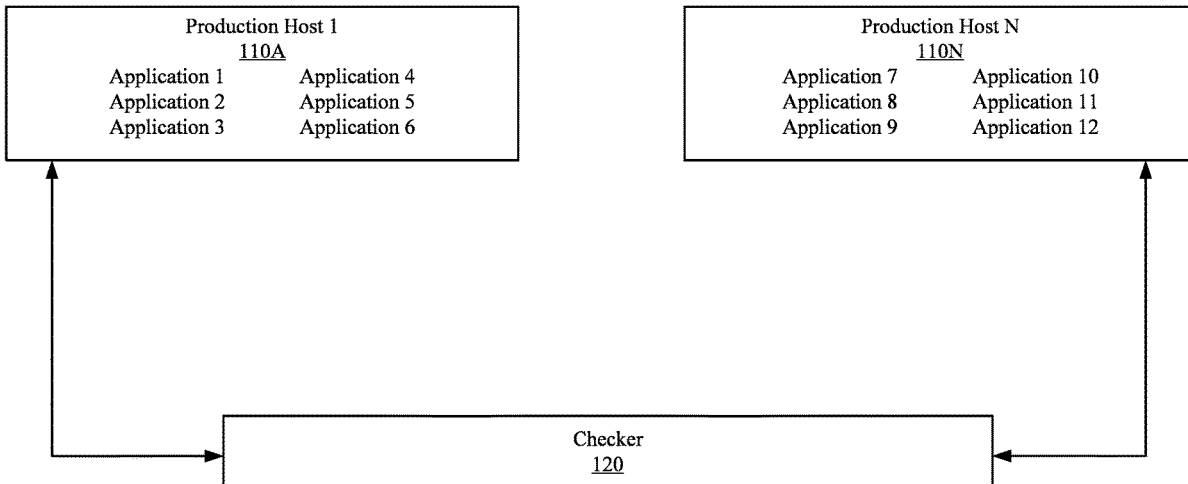 Production Host 1
110A
Application 1 Application 4
Application 2 Application 5
Application 3 Application 6
Production Host N
110N
Application 7 Application 10
Application 8 Application 11
Application 9 Application 12
Checker
120